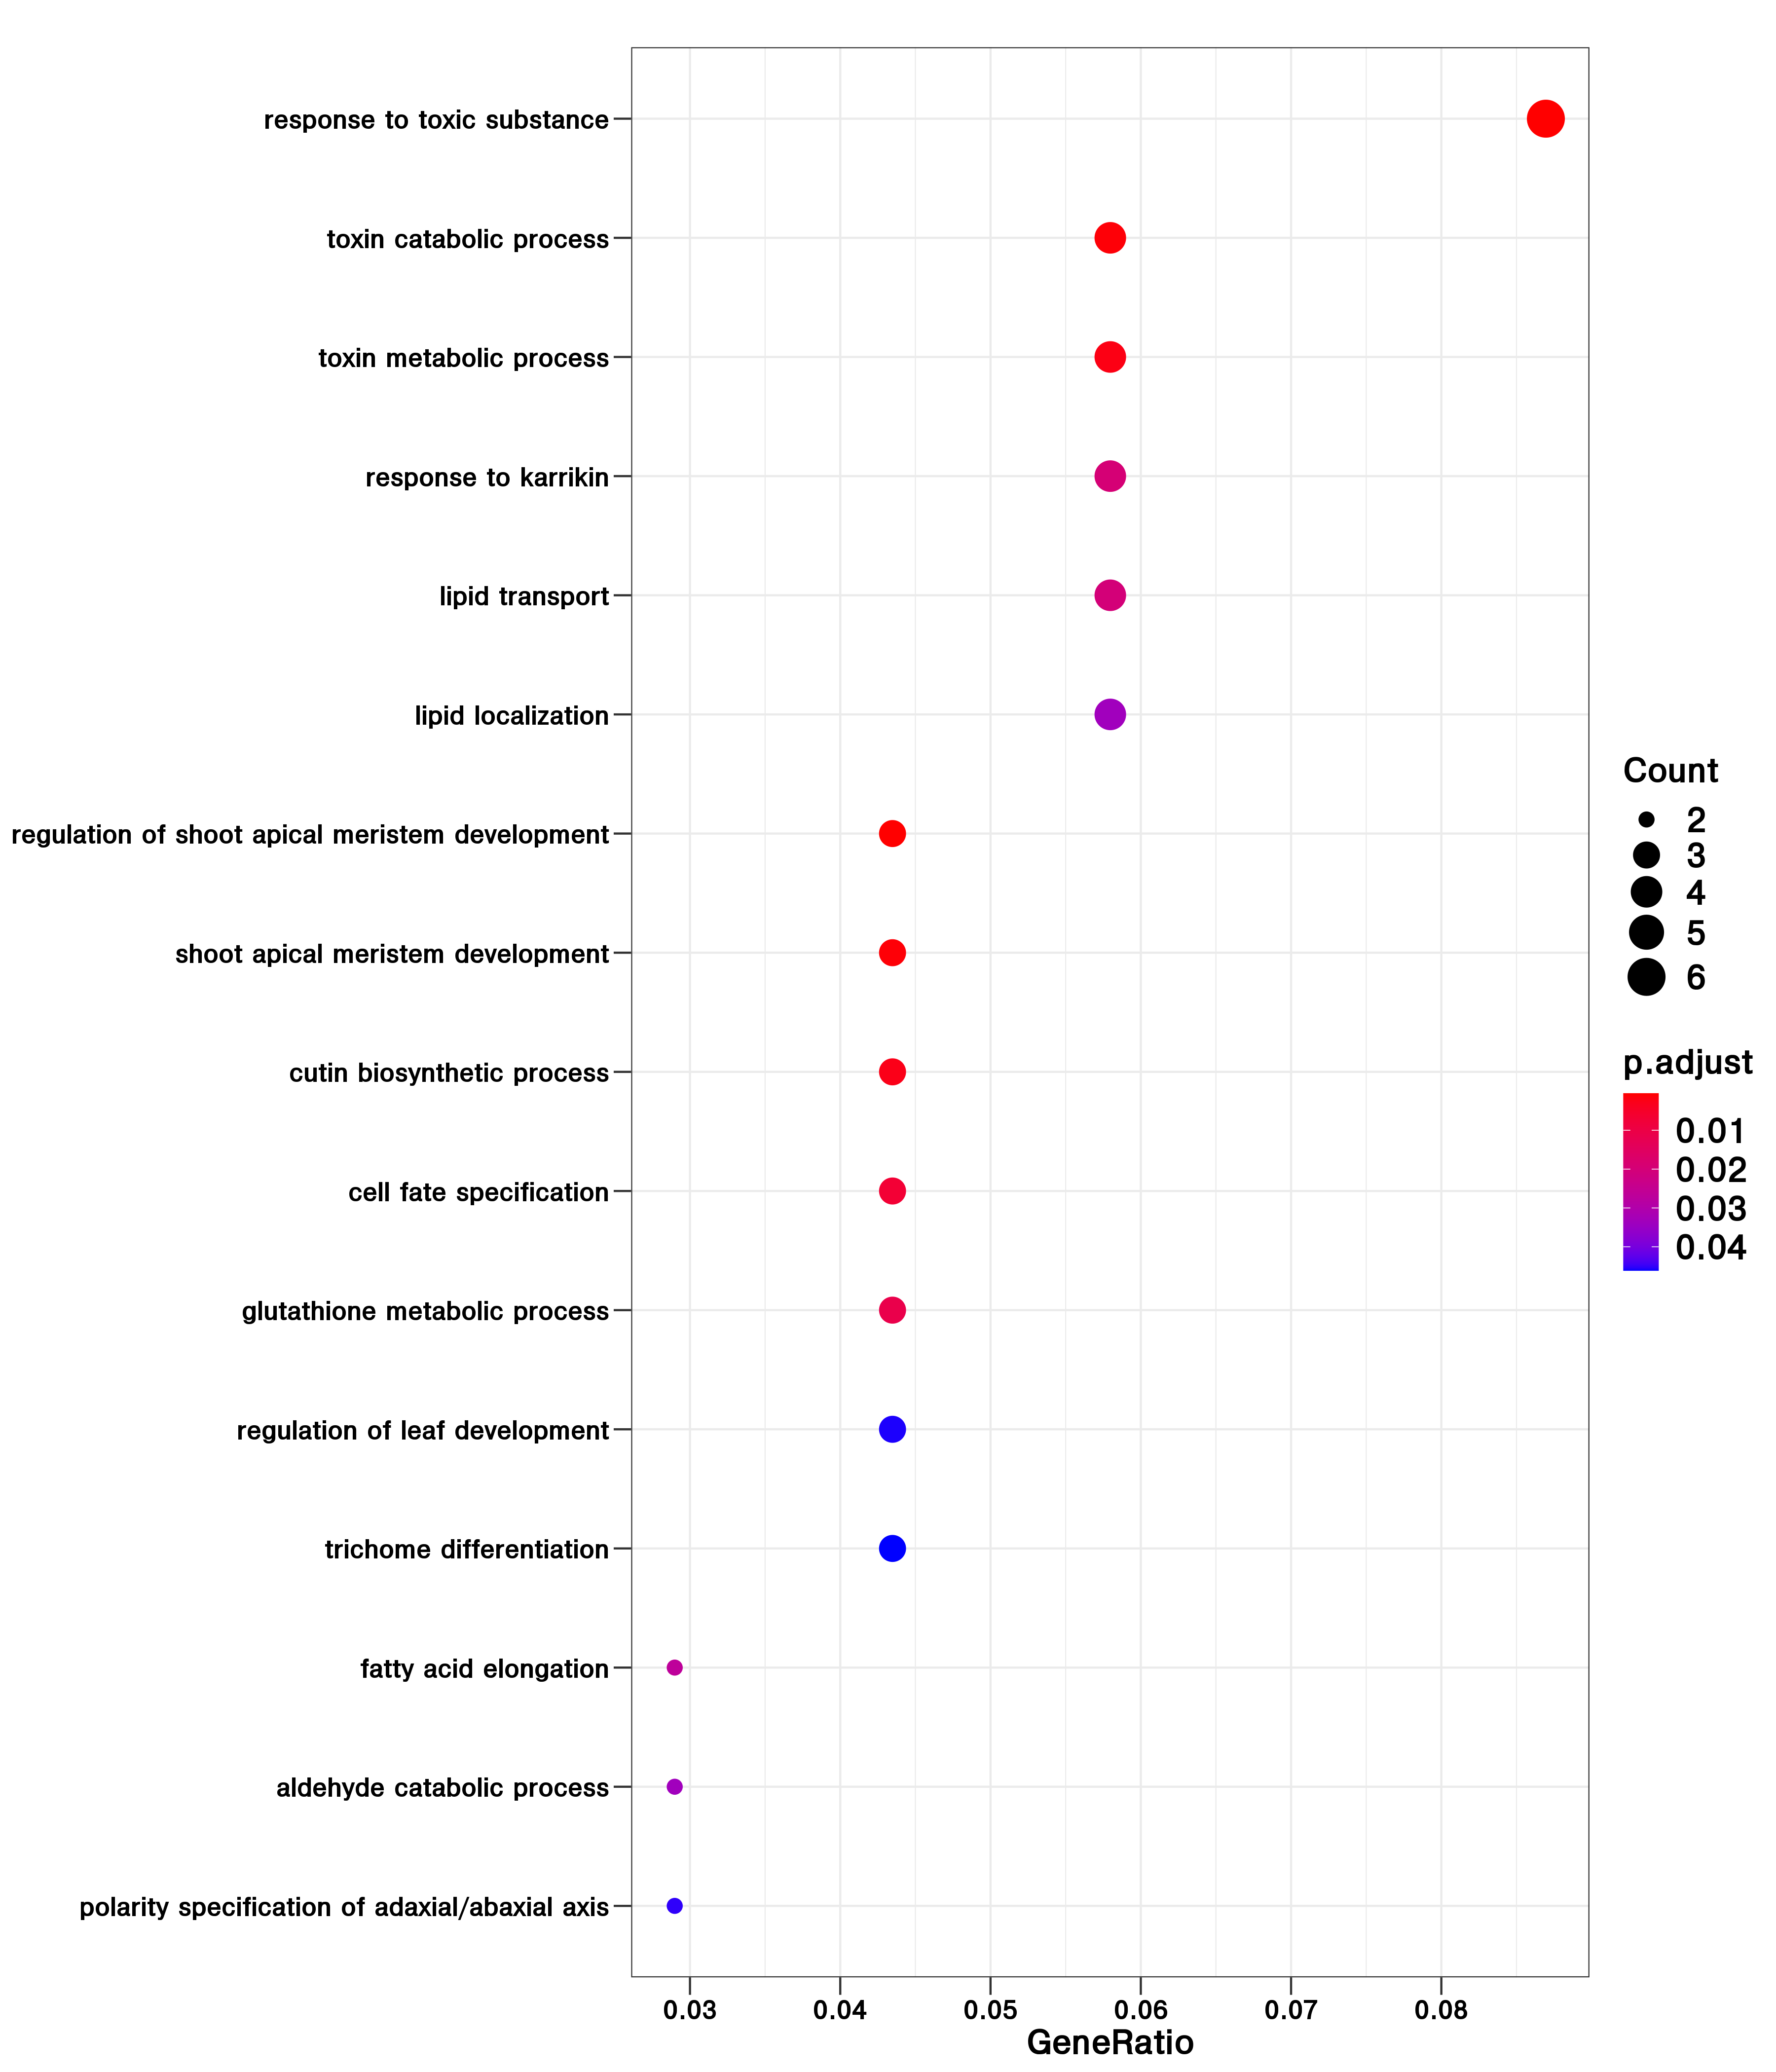 response to toxic substance
toxin catabolic process
toxin metabolic process
response to karrikin
lipid transport
lipid localization
regulation of shoot apical meristem development
shoot apical meristem development
cutin biosynthetic process
cell fate specification
glutathione metabolic process
regulation of leaf development
trichome differentiation
fatty acid elongation
aldehyde catabolic process
polarity specification of adaxial/abaxial axis
0.03 0.04 0.05 0.06 0.07 0.08
GeneRatio
Count
2
3
4
5
6
p.adjust
0.01
0.02
0.03
0.04